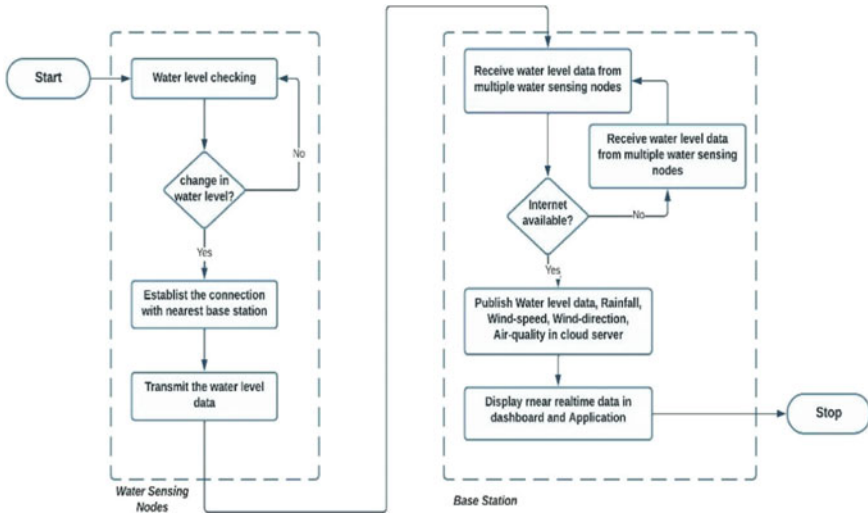 Start
Water level checking
No
change in
water level?
Yes
Establist the connection
with nearest base station
Transmit the water level
data
Water Sensing
Nodes
Receive water level data from
multiple water sensing nodes
Receive water level data
from multiple water sensing
nodes
Internet
available?
No
Yes
Publish Water level data, Rainfall,
Wind-speed, Wind-direction,
Air-quality in cloud server
Display rnear realtime data in
dashboard and Application
Stop
Base Station